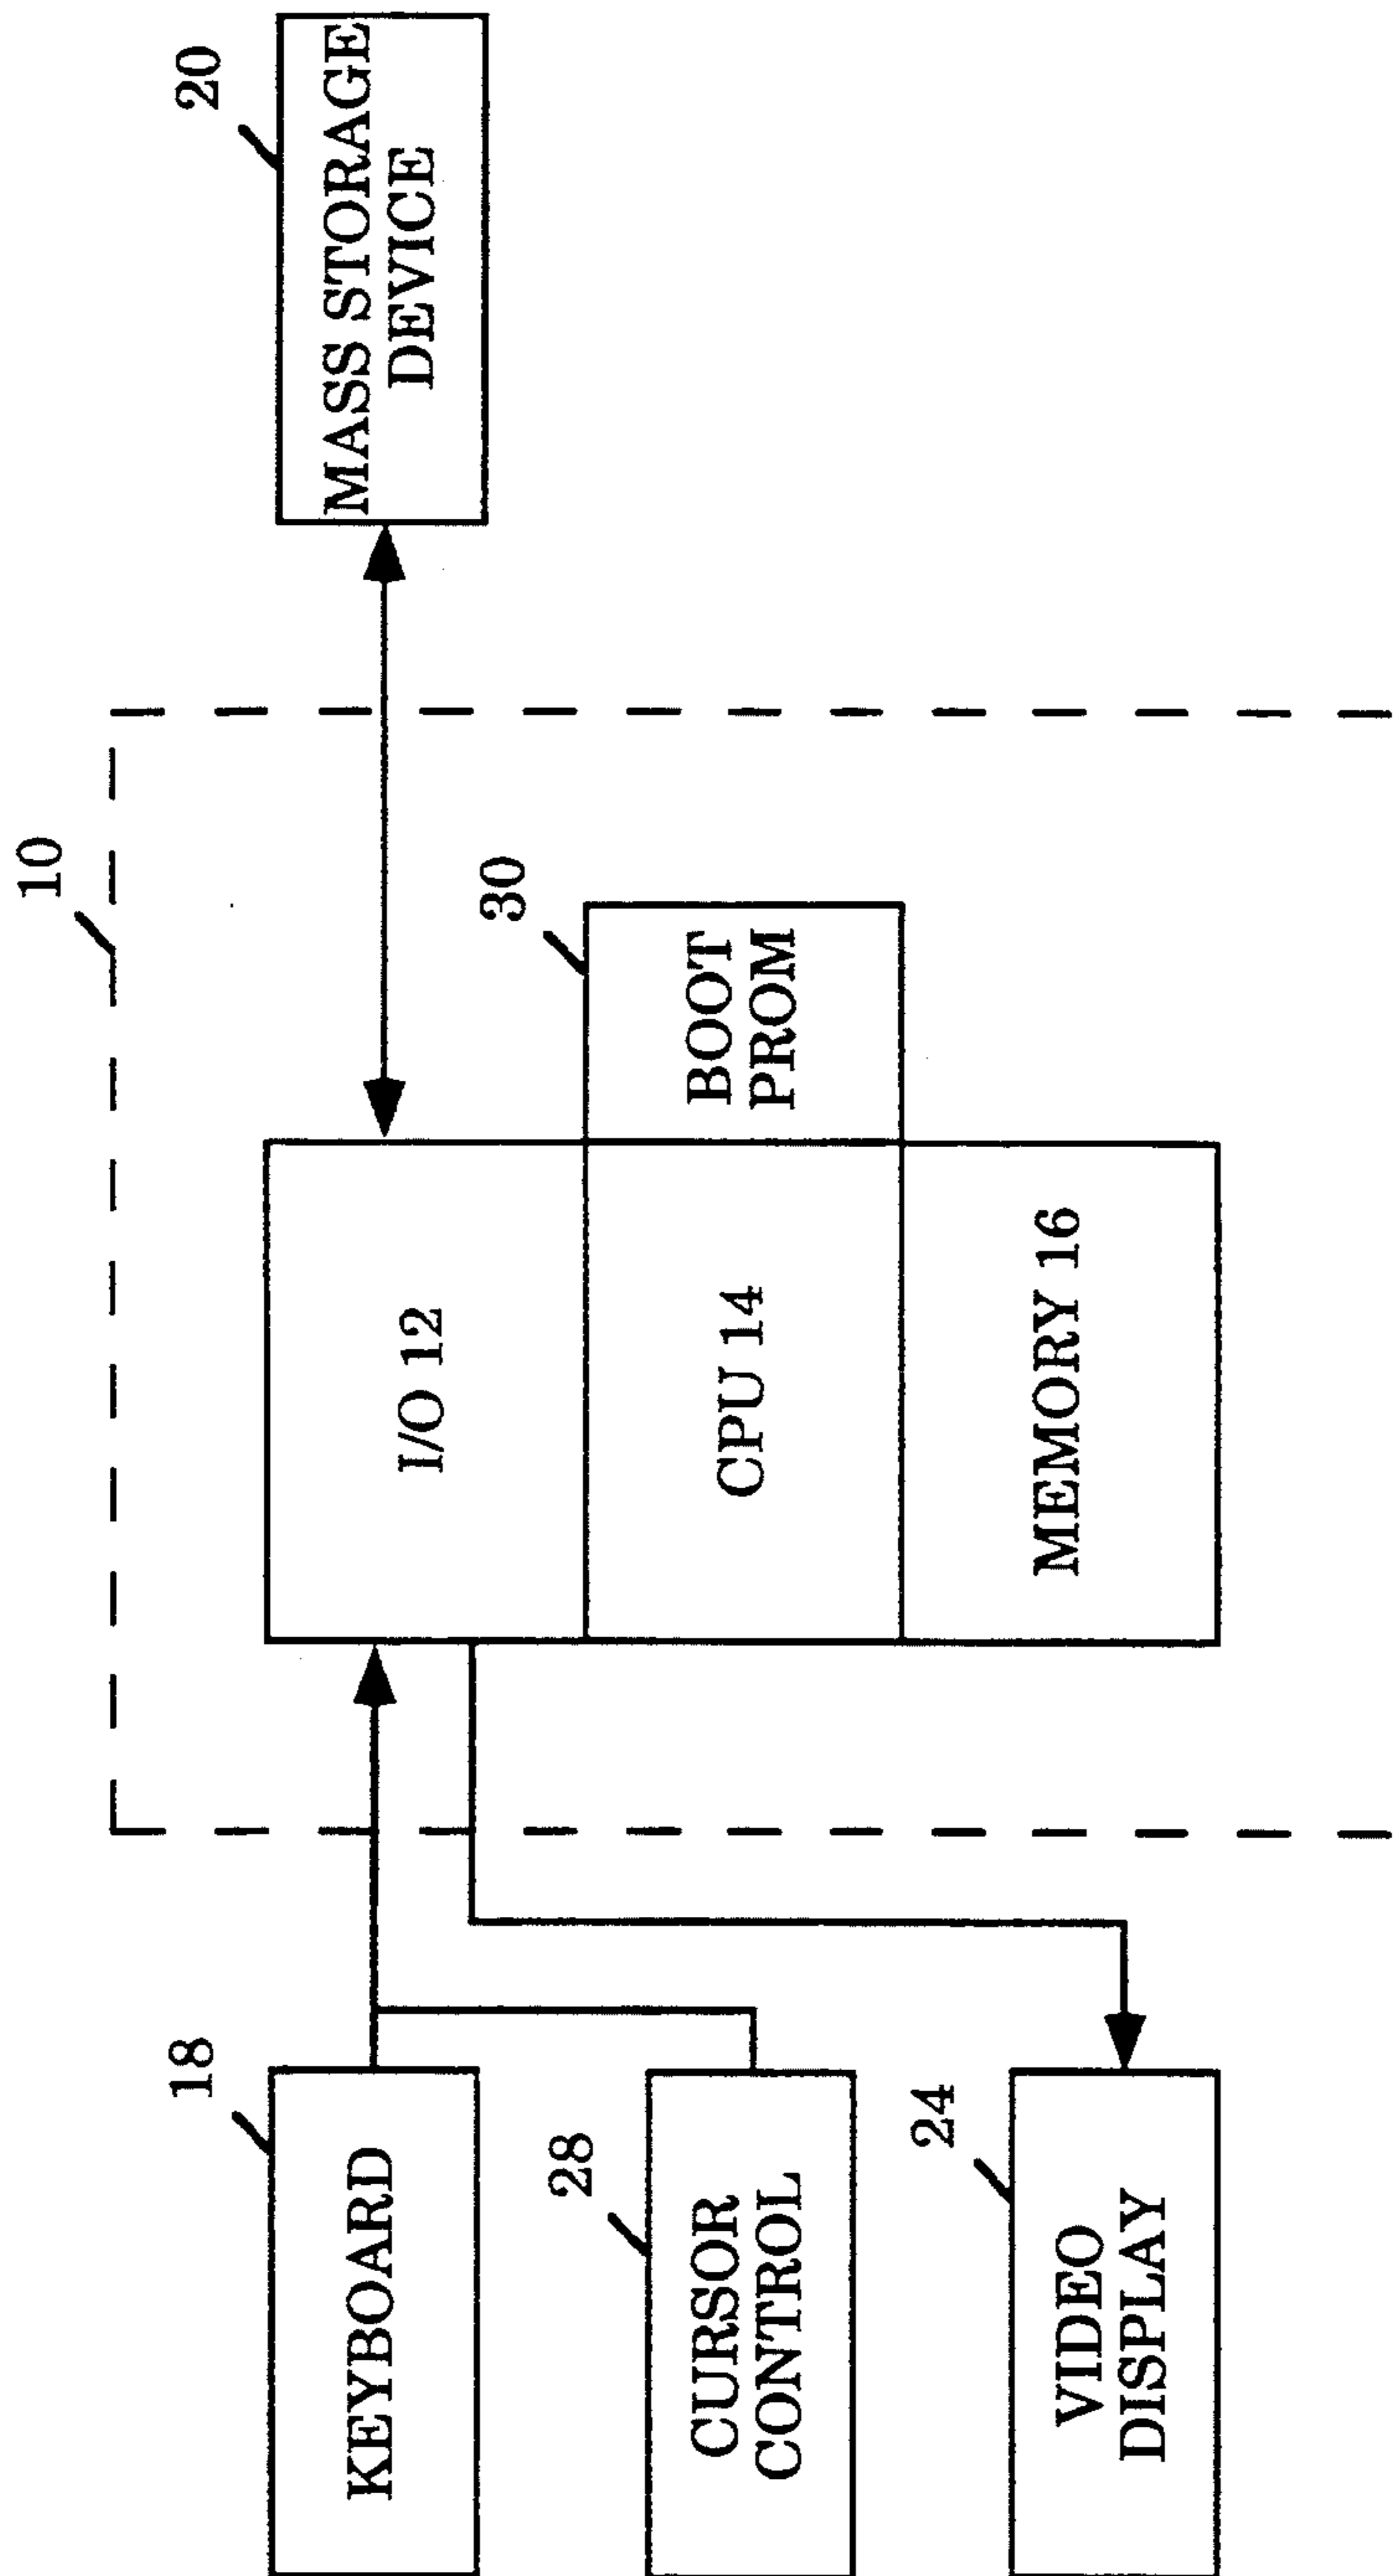 10
20
KEYBOARD
18
I/O 12
MASS STORAGE
DEVICE
30
CURSOR
CONTROL
28
CPU 14
BOOT
PROM
VIDEO
DISPLAY
24
MEMORY 16